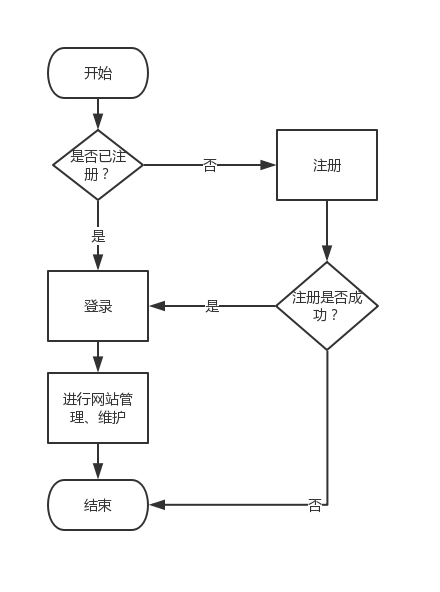 开始
是否已注
册？
否
注册
是
登录
是
注册是否成
功？
进行网站管
理、维护
结束
否